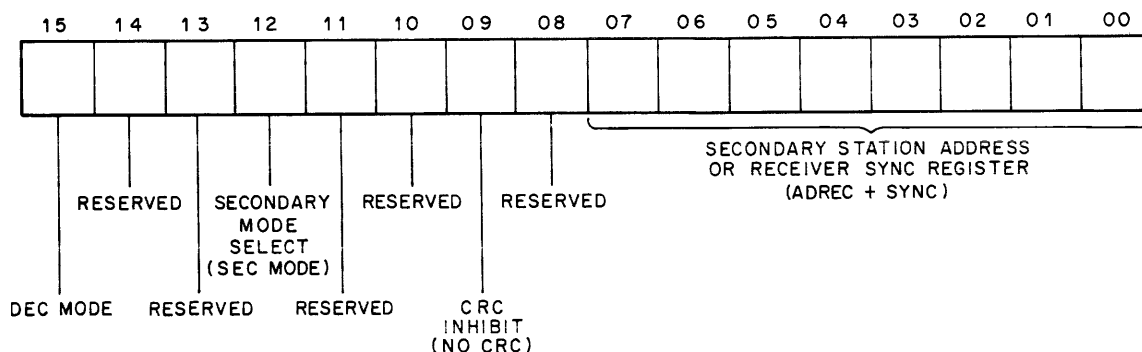 15 14 13 12 11 10 09 08 07 06 05 04 03 02 01 00
SECONDARY STATION ADDRESS
OR RECEIVER SYNC REGISTER
(ADREC + SYNC)
RESERVED
SECONDARY
MODE
SELECT
(SEC MODE)
RESERVED
RESERVED
DEC MODE
RESERVED
RESERVED
CRC
INHIBIT
(NO CRC)